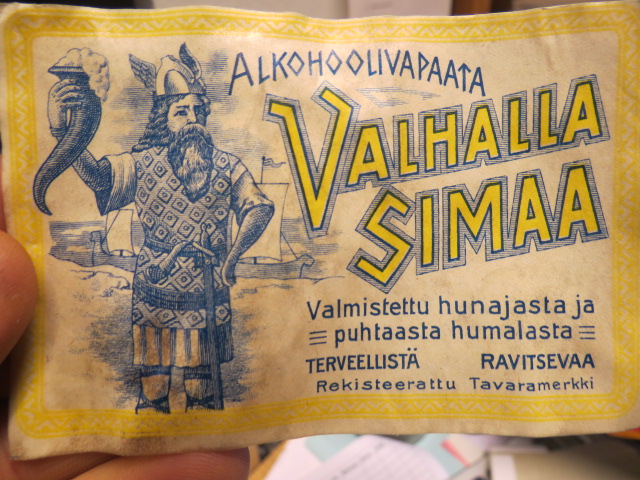 ALKOHOOLIVAPAATA
VALHALLA
SIMAA
Valmistettu hunajasta ja
puhtaasta humalasta
TERVEELLISTÄ RAVITSEVAA
Rekisteerattu Tavaramerkki